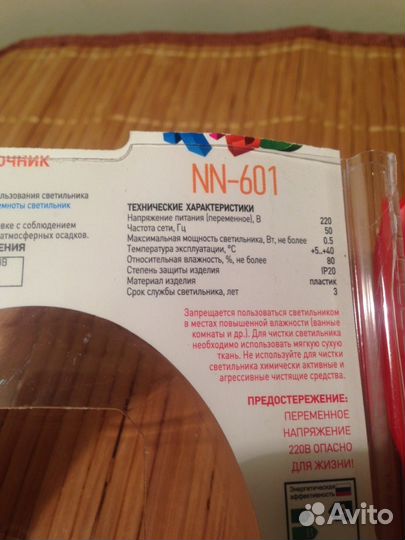 ОЧНИК
NN-601
льзования светильника
емноты светильник
вке с соблюдением
атмосферных осадков.
ЕНИЯ
ТЕХНИЧЕСКИЕ ХАРАКТЕРИСТИКИ
Напряжение питания (переменное), В 220
Частота сети, Гц 50
Максимальная мощность светильника, Вт, не более 0.5
Температура эксплуатации, °С +5..+40
Относительная влажность, %, не более 80
Степень защиты изделия IP20
Материал изделия пластик
Срок службы светильника, лет 3
Запрещается пользоваться светильником
в местах повышенной влажности (ванные
комнаты и др.). Для чистки светильника
необходимо использовать мягкую сухую
ткань. Не используйте для чистки
светильника химически активные и
агрессивные чистящие средства.
ПРЕДОСТЕРЕЖЕНИЕ:
ПЕРЕМЕННОЕ
НАПРЯЖЕНИЕ
220В ОПАСНО
ДЛЯ ЖИЗНИ!
Энергетическая
эффективность
Avito